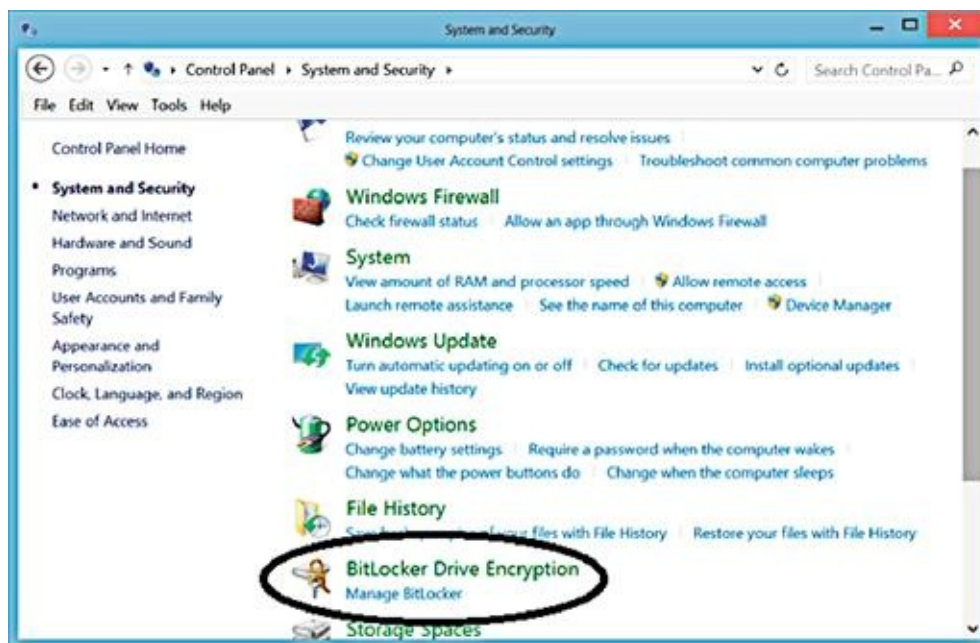 System and Security
Control Panel ▸ System and Security ▸
Search Control Pa...
File Edit View Tools Help
Control Panel Home
System and Security
Network and Internet
Hardware and Sound
Programs
User Accounts and Family
Safety
Appearance and
Personalization
Clock, Language, and Region
Ease of Access
Review your computer's status and resolve issues
Change User Account Control settings Troubleshoot common computer problems
Windows Firewall
Check firewall status Allow an app through Windows Firewall
System
View amount of RAM and processor speed Allow remote access
Launch remote assistance See the name of this computer Device Manager
Windows Update
Turn automatic updating on or off Check for updates Install optional updates
View update history
Power Options
Change battery settings Require a password when the computer wakes
Change what the power buttons do Change when the computer sleeps
File History
your files with File History Restore your files with File History
BitLocker Drive Encryption
Manage BitLocker
Storage Spaces